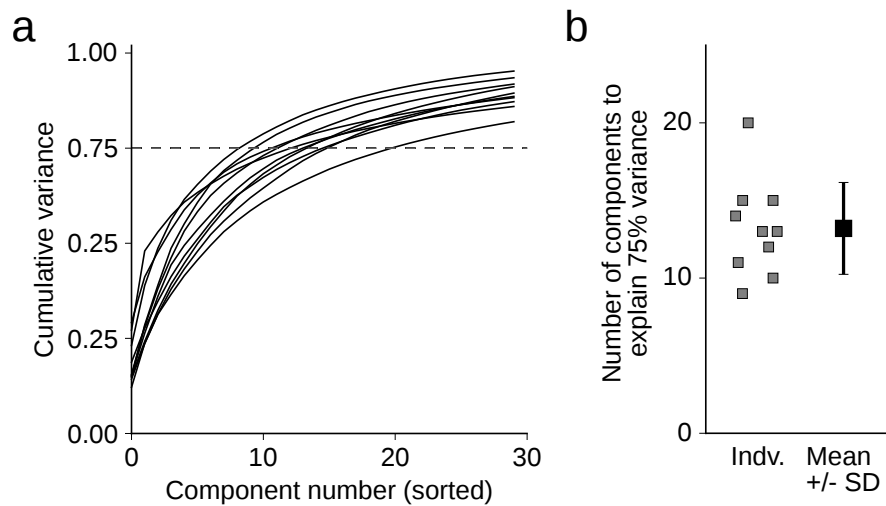 a
1.00
0.75
0.25
0.25
0.00
Cumulative variance
0
10
20
30
Component number (sorted)
b
Number of components to
explain 75% variance
20
10
0
Indv.
Mean
+/- SD